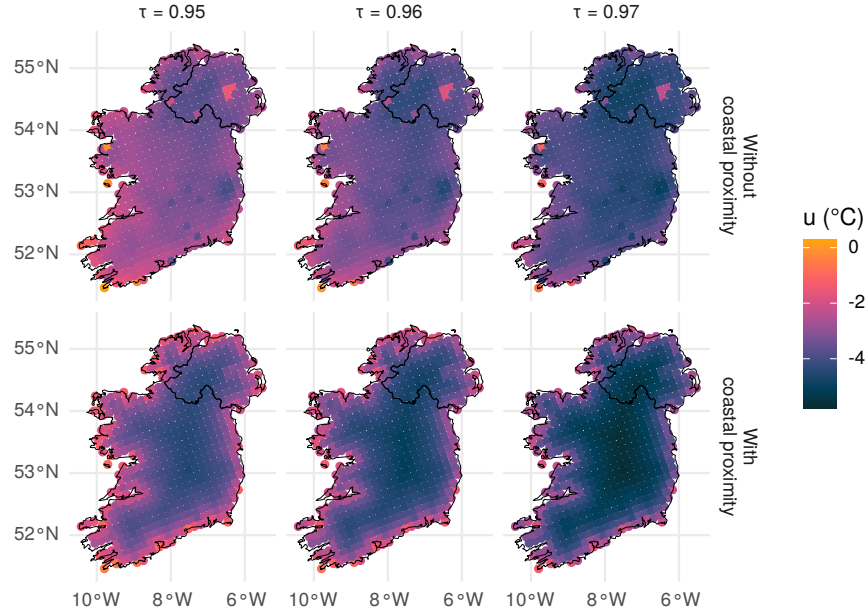 τ = 0.95 τ = 0.96 τ = 0.97
55°N
54°N
53°N
52°N
Without
coastal proximity
u (°C)
0
-2
-4
55°N
54°N
53°N
52°N
With
coastal proximity
10°W 8°W 6°W 10°W 8°W 6°W 10°W 8°W 6°W